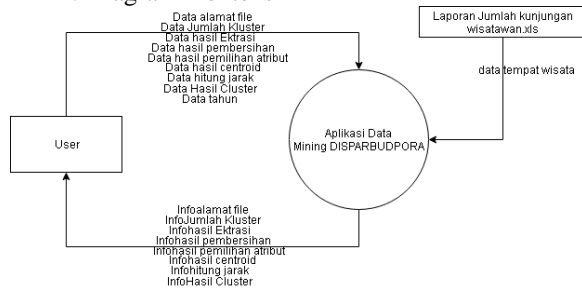 Data alamat file
Data Jumlah Kluster
Data hasil Ektrasi
Data hasil pembersihan
Data hasil pemilihan atribut
Data hasil centroid
Data hitung jarak
Data Hasil Cluster
Data tahun
Laporan Jumlah kunjungan
wisatawan.xls
data tempat wisata
User
Aplikasi Data
Mining DISPARBUDPORA
Infoalamat file
InfoJumlah Kluster
Infohasil Ektrasi
Infohasil pembersihan
Infohasil pemilihan atribut
Infohasil centroid
Infohitung jarak
InfoHasil Cluster